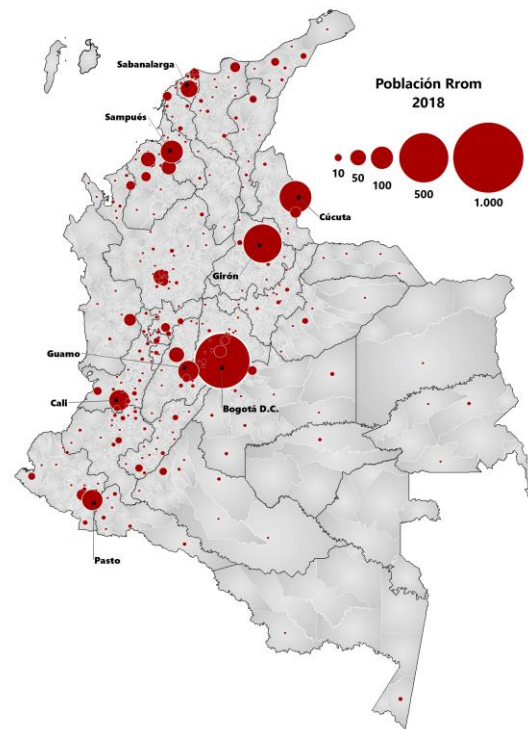 Población Rrom
2018
10
50
100
500
1.000
Sabanalarga
Sampués
Cúcuta
Girón
Guamo
Cali
Bogotá D.C.
Pasto